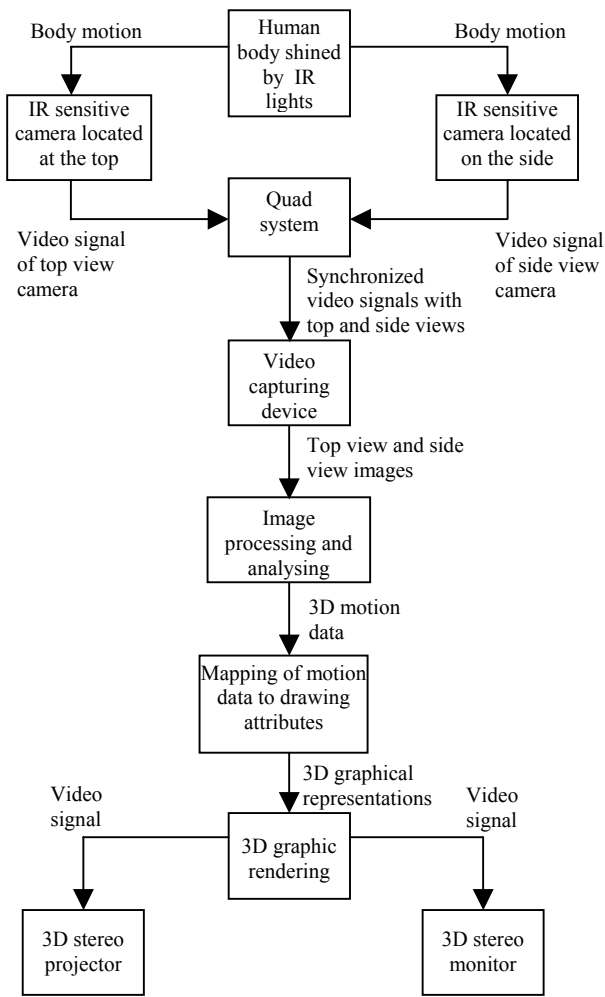 Body motion
Human
body shined
by IR
lights
Body motion
IR sensitive
camera located
at the top
IR sensitive
camera located
on the side
Quad
system
Video signal
of top view
camera
Video signal
of side view
camera
Synchronized
video signals with
top and side views
Video
capturing
device
Top view and side
view images
Image
processing and
analysing
3D motion
data
Mapping of motion
data to drawing
attributes
3D graphical
representations
Video
signal
Video
signal
3D graphic
rendering
3D stereo
projector
3D stereo
monitor